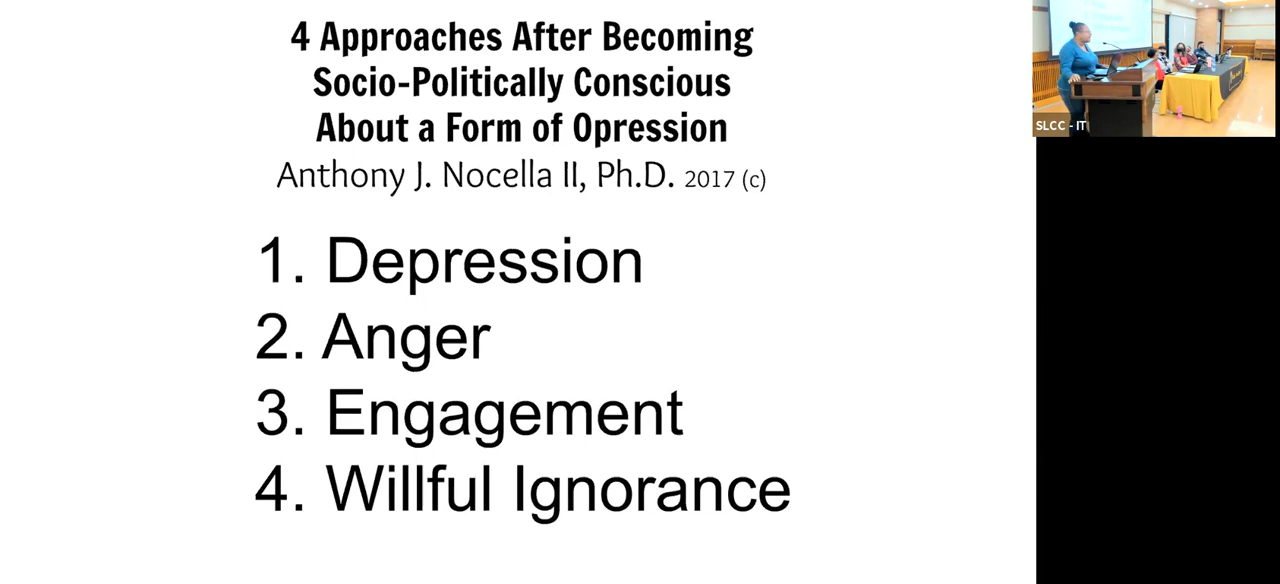 4 Approaches After Becoming
Socio-Politically Conscious
About a Form of Opression
Anthony J. Nocella II, Ph.D. 2017 (c)
1. Depression
2. Anger
3. Engagement
4. Willful Ignorance
SLCC - IT